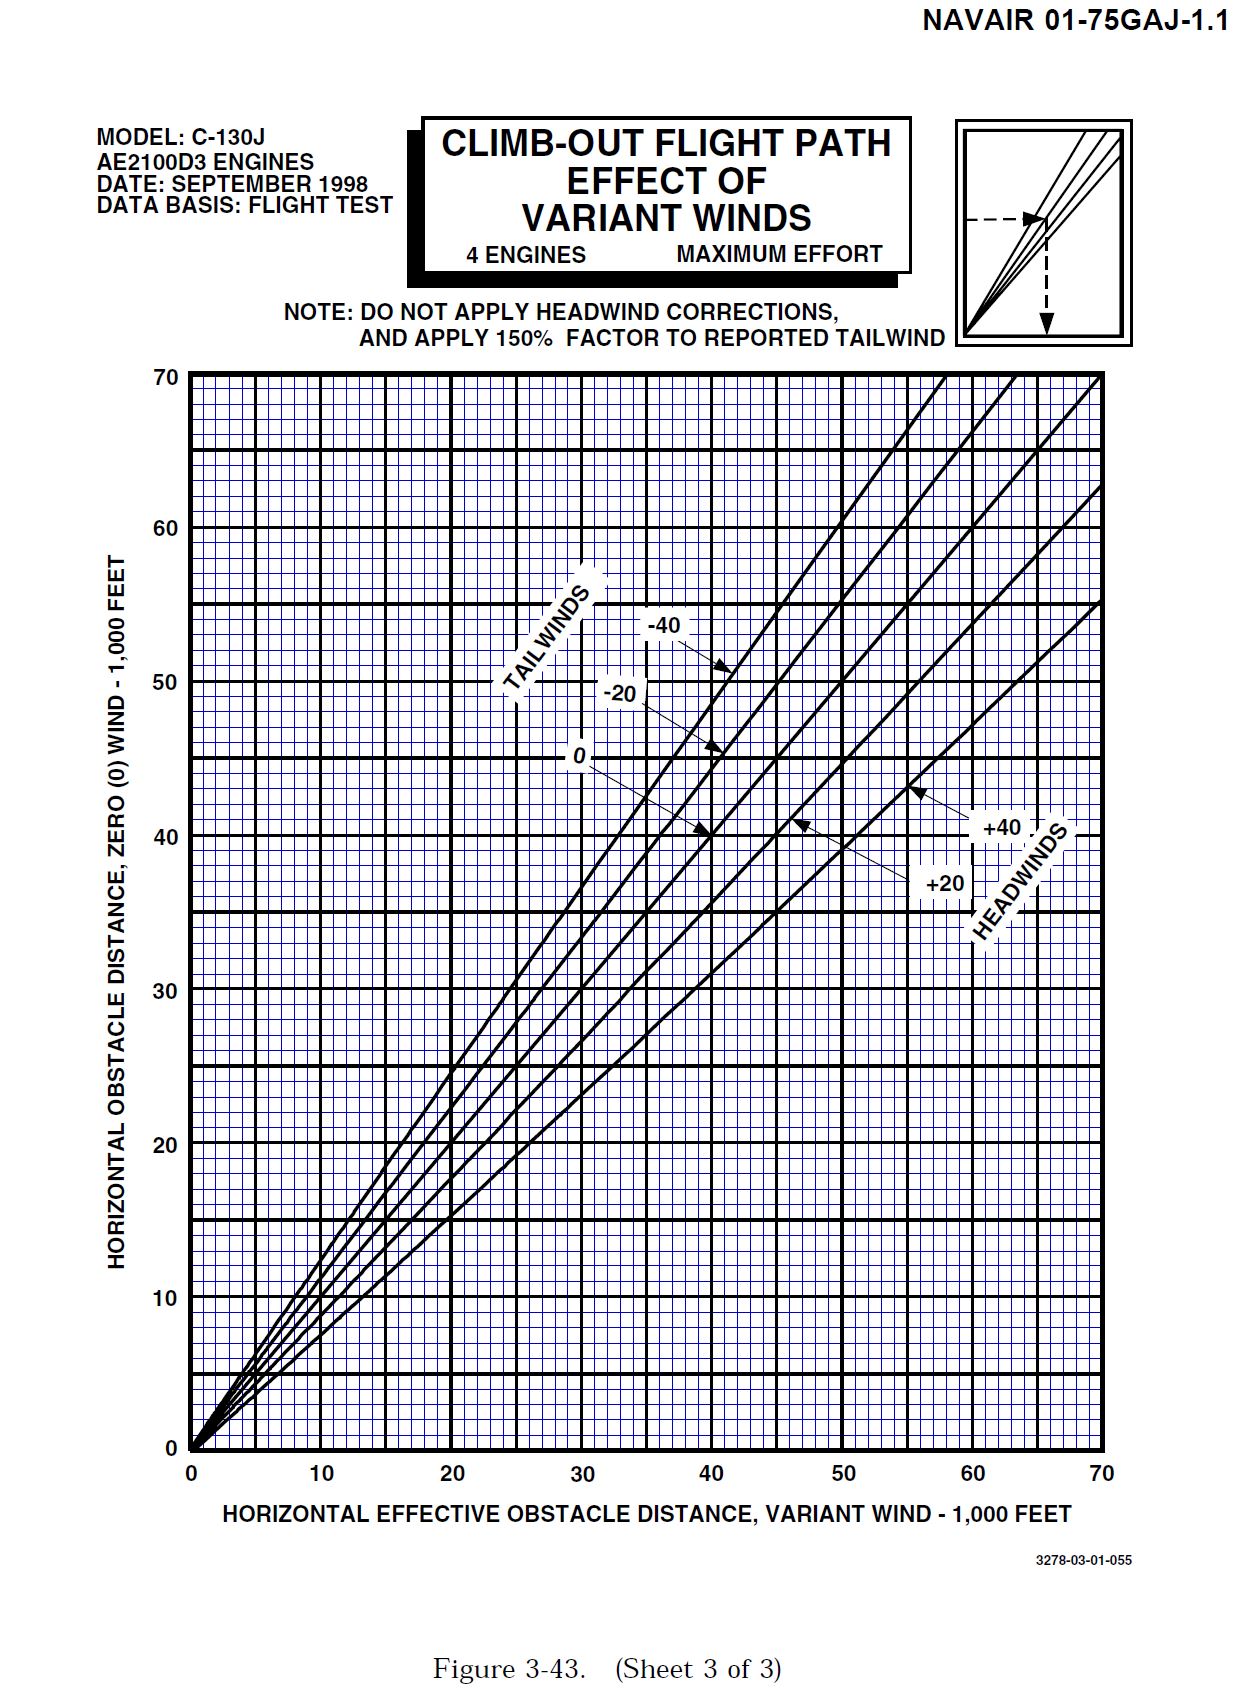 NAVAIR 01-75GAJ-1.1
MODEL: C-130J
AE2100D3 ENGINES
DATE: SEPTEMBER 1998
DATA BASIS: FLIGHT TEST
CLIMB-OUT FLIGHT PATH
EFFECT OF
VARIANT WINDS
4 ENGINES MAXIMUM EFFORT
NOTE: DO NOT APPLY HEADWIND CORRECTIONS,
AND APPLY 150% FACTOR TO REPORTED TAILWIND
70
60
50
40
30
20
10
0
HORIZONTAL OBSTACLE DISTANCE, ZERO (0) WIND - 1,000 FEET
TAILWINDS
-40
-20
0
+40
+20
HEADWINDS
0 10 20 30 40 50 60 70
HORIZONTAL EFFECTIVE OBSTACLE DISTANCE, VARIANT WIND - 1,000 FEET
3278-03-01-055
Figure 3-43. (Sheet 3 of 3)